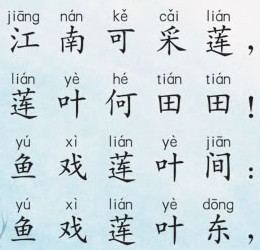 jiāng nán kě cǎi lián
江南可采莲，
lián yè hé tián tián
莲叶何田田！
yú xì lián yè jiān
鱼戏莲叶间：
yú xì lián yè dōng
鱼戏莲叶东，